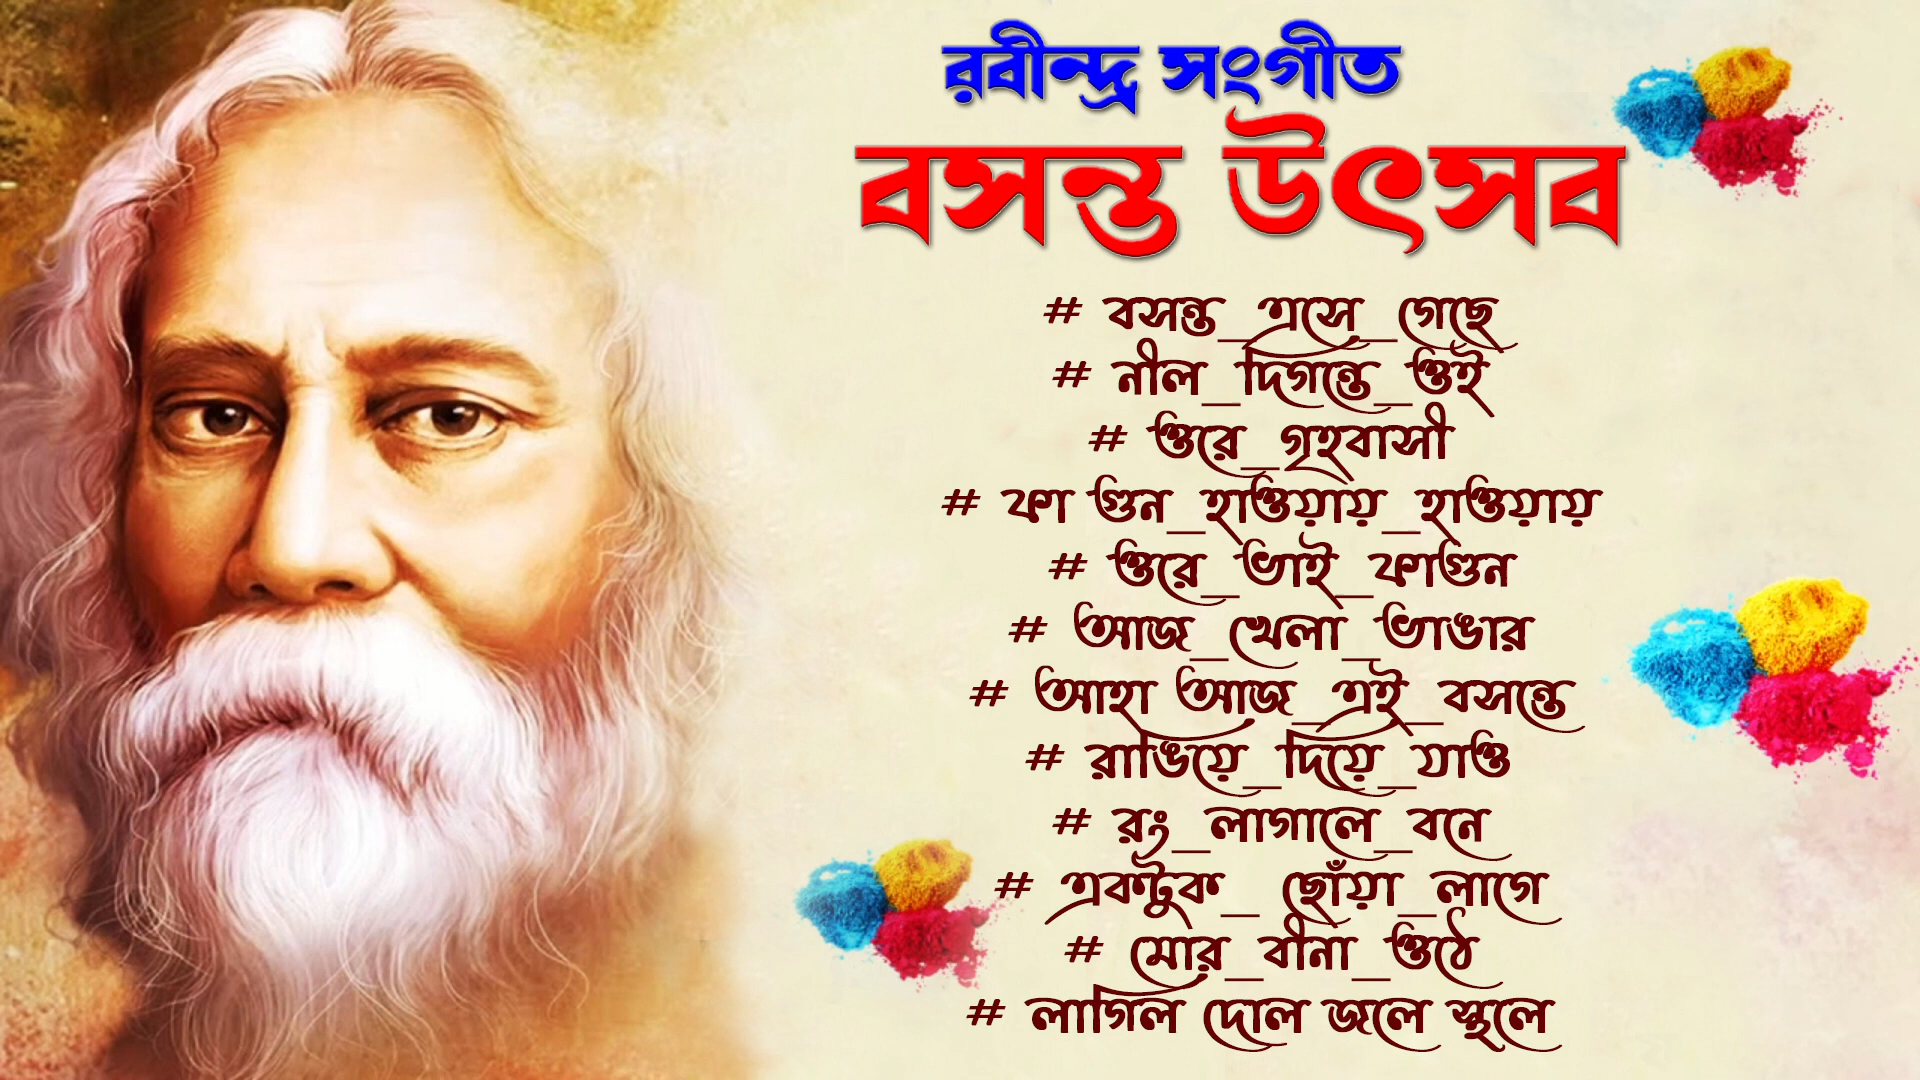 রবীন্দ্র সংগীত
বসন্ত উৎসব
# বসন্ত_এসে_গেছে
# নীল_দিগন্তে_ওই
# ওরে_গৃহবাসী
# ফা গুন_হাওয়ায়_হাওয়ায়
# ওরে_ভাই_ফাগুন
# আজ_খেলা_ভাঙার
# আহা আজ_এই_বসন্তে
# রাঙিয়ে_দিয়ে_যাও
# রং_লাগালে_বনে
# একটুক_ ছোঁয়া_লাগে
# মোর_বীনা_ওঠে
# লাগিল দোল জলে স্থলে